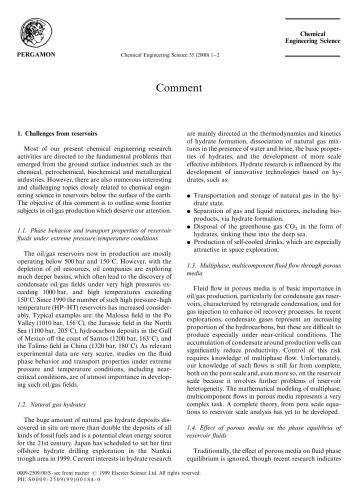 PERGAMON
Chemical Engineering Science 55 (2000) 1–2
Chemical
Engineering Science
Comment
1. Challenges from reservoirs
Most of our present chemical engineering research
activities are directed to the fundamental problems that
emerged from the ground surface industries such as the
chemical, petrochemical, biochemical and metallurgical
industries. However, there are also numerous interesting
and challenging topics closely related to chemical engin-
eering science in reservoirs below the surface of the earth.
The objective of this comment is to outline some frontier
subjects in oil/gas production which deserve our attention.
1.1. Phase behavior and transport properties of reservoir
fluids under extreme pressure/temperature conditions
The oil/gas reservoirs now in production are mostly
operating below 500 bar and 150°C. However, with the
depletion of oil resources, oil companies are exploring
much deeper basins, which often lead to the discovery of
condensate oil/gas fields under very high pressures ex-
ceeding 1000 bar, and high temperatures exceeding
150°C. Since 1990 the number of such high pressure–high
temperature (HP–HT) reservoirs has increased consider-
ably. Typical examples are: the Malossa field in the Po
Valley (1010 bar, 156°C), the Jurassic field in the North
Sea (1100 bar, 205°C), hydrocarbon deposits in the Gulf
of Mexico off the coast of Santos (1200 bar, 163°C), and
the Talimo field in China (1320 bar, 180°C). As relevant
experimental data are very scarce, studies on the fluid
phase behavior and transport properties under extreme
pressure and temperature conditions, including near-
critical conditions, are of utmost importance in develop-
ing such oil/gas fields.
1.2. Natural gas hydrates
The huge amount of natural gas hydrate deposits dis-
covered in situ are more than double the deposits of all
kinds of fossil fuels and is a potential clean energy source
for the 21st century. Japan has scheduled to set her first
offshore hydrate drilling exploration in the Nankai
trough area in 1999. Current interests in hydrate research
are mainly directed at the thermodynamics and kinetics
of hydrate formation, dissociation of natural gas mix-
tures in the presence of water and brine, the basic proper-
ties of hydrates, and the development of more scale
effective inhibitors. Hydrate research is influenced by the
development of innovative technologies based on hy-
drates, such as:
● Transportation and storage of natural gas in the hy-
drate state.
● Separation of gas and liquid mixtures, including bio-
products, via hydrate formation.
● Disposal of the greenhouse gas CO2 in the form of
hydrates, sinking these into the deep sea.
● Production of self-cooled drinks, which are especially
attractive in space exploration.
1.3. Multiphase, multicomponent fluid flow through porous
media
Fluid flow in porous media is of basic importance in
oil/gas production, particularly for condensate gas reser-
voirs, characterized by retrograde condensation, and for
gas injection to enhance oil recovery processes. In recent
explorations, condensate gases represent an increasing
proportion of the hydrocarbons, but these are difficult to
produce especially under near-critical conditions. The
accumulation of condensate around production wells can
significantly reduce productivity. Control of this risk
requires knowledge of multiphase flow. Unfortunately,
our knowledge of such flows is still far from complete,
both on the pore scale and, even more so, on the reservoir
scale because it involves further problems of reservoir
heterogeneity. The mathematical modeling of multiphase,
multicomponent flows in porous media represents a very
complex task. A complete theory, from pore scale equa-
tions to reservoir scale analysis has yet to be developed.
1.4. Effect of porous media on the phase equilibria of
reservoir fluids
Traditionally, the effect of porous media on fluid phase
equilibrium is ignored, though recent research indicates
0009-2509/00/$- see front matter © 1999 Elsevier Science Ltd. All rights reserved.
PII: S0009-2509(99)00184-0